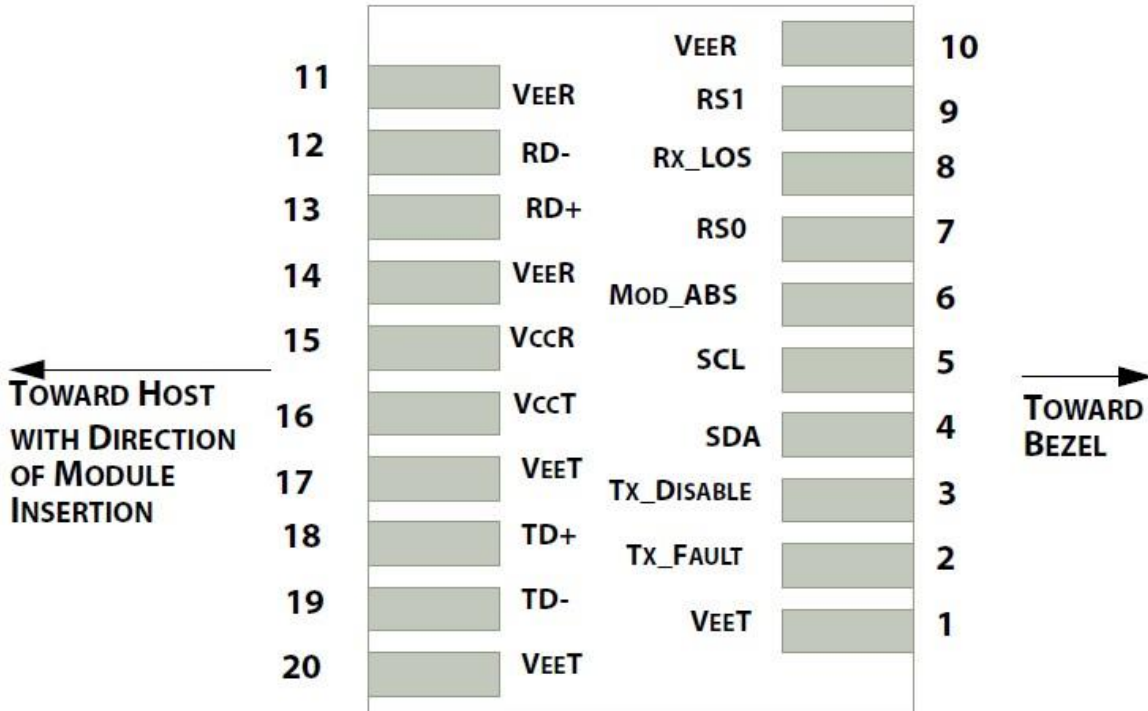 11 VEER
12 RD-
13 RD+
14 VEER
15 VCCR
16 VCCT
17 VEET
18 TD+
19 TD-
20 VEET
VEER 10
RS1 9
RX_LOS 8
RS0 7
MOD_ABS 6
SCL 5
SDA 4
TX_DISABLE 3
TX_FAULT 2
VEET 1
TOWARD HOST
WITH DIRECTION
OF MODULE
INSERTION
TOWARD
BEZEL